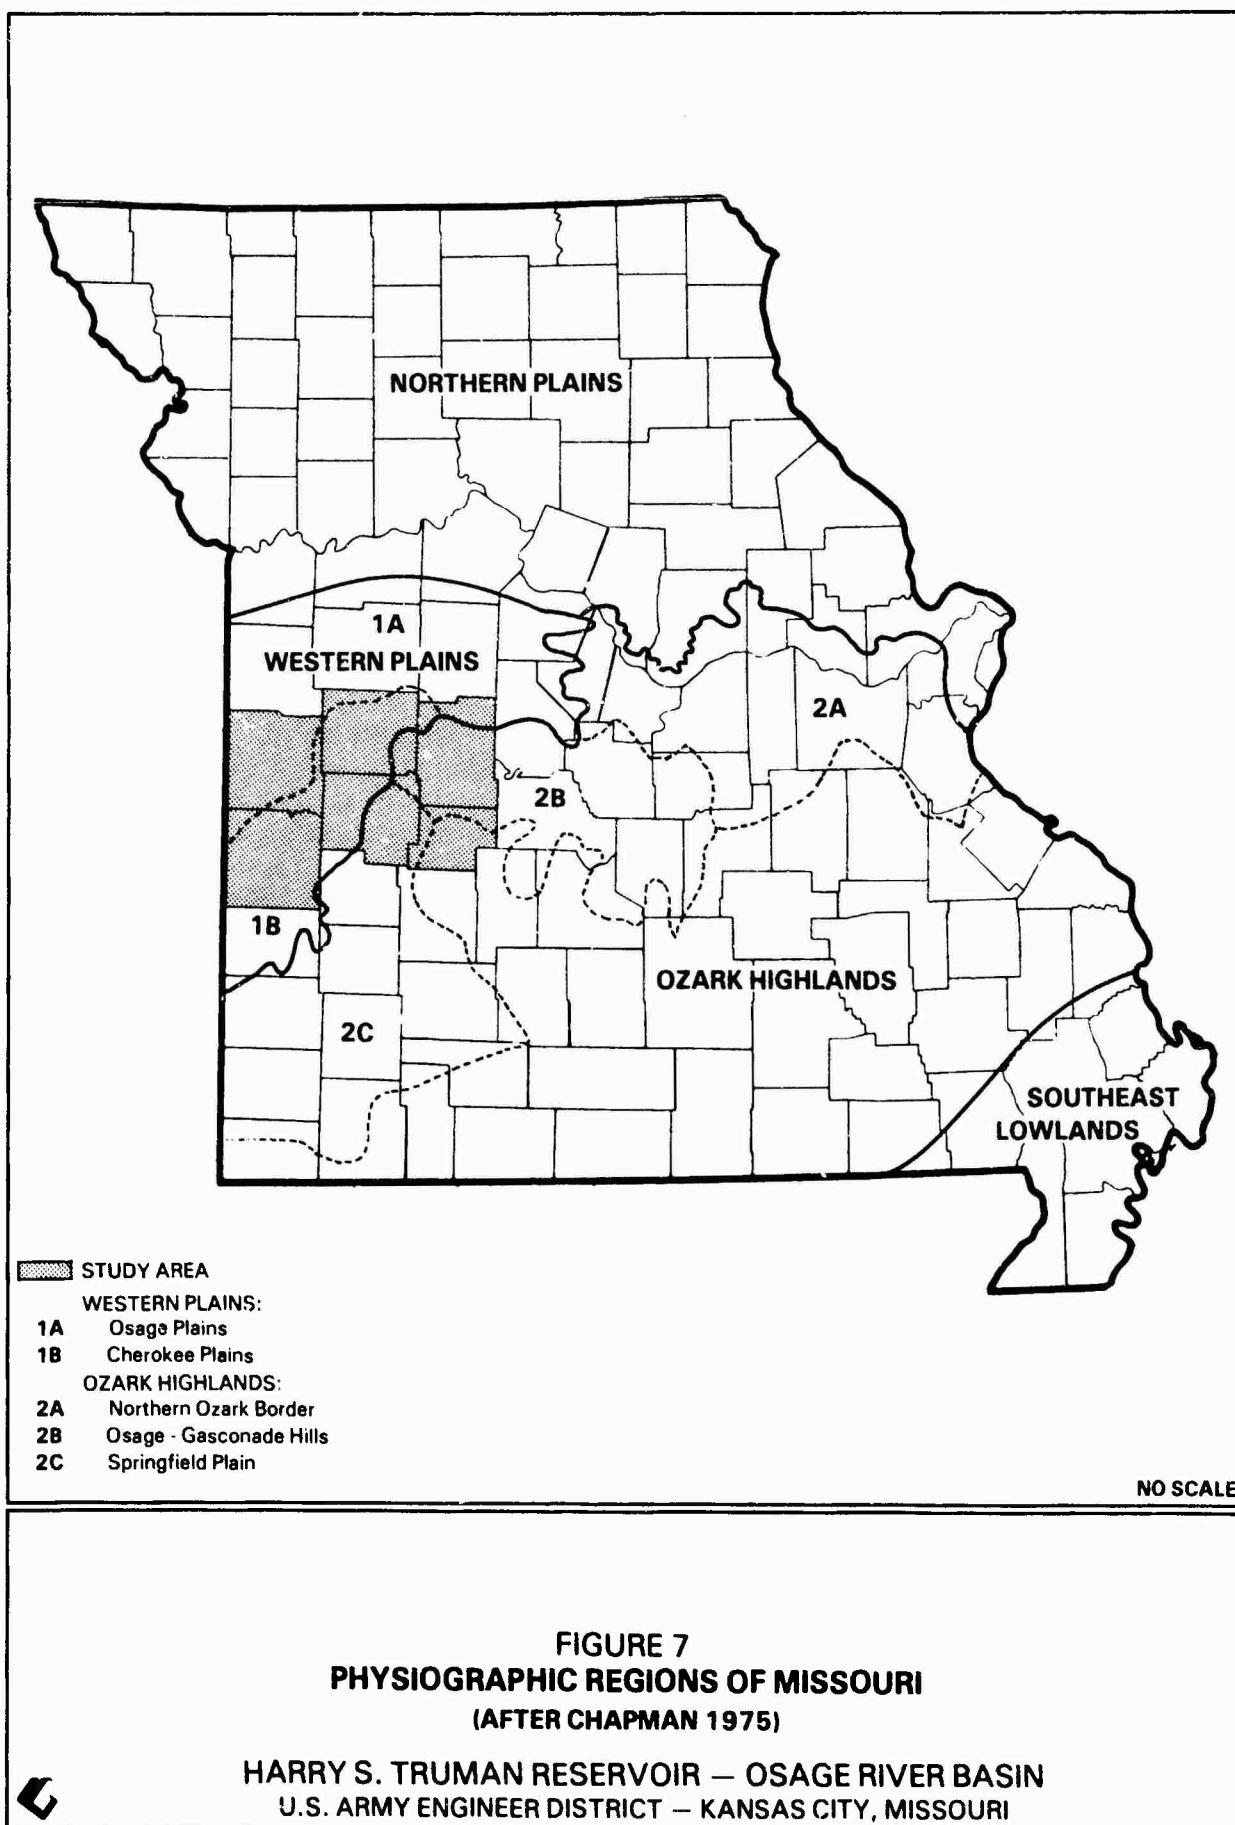 NORTHERN PLAINS
1A
WESTERN PLAINS
2A
2B
1B
OZARK HIGHLANDS
2C
SOUTHEAST
LOWLANDS
STUDY AREA
WESTERN PLAINS:
1A Osage Plains
1B Cherokee Plains
OZARK HIGHLANDS:
2A Northern Ozark Border
2B Osage - Gasconade Hills
2C Springfield Plain
NO SCALE
FIGURE 7
PHYSIOGRAPHIC REGIONS OF MISSOURI
(AFTER CHAPMAN 1975)
HARRY S. TRUMAN RESERVOIR — OSAGE RIVER BASIN
U.S. ARMY ENGINEER DISTRICT — KANSAS CITY, MISSOURI